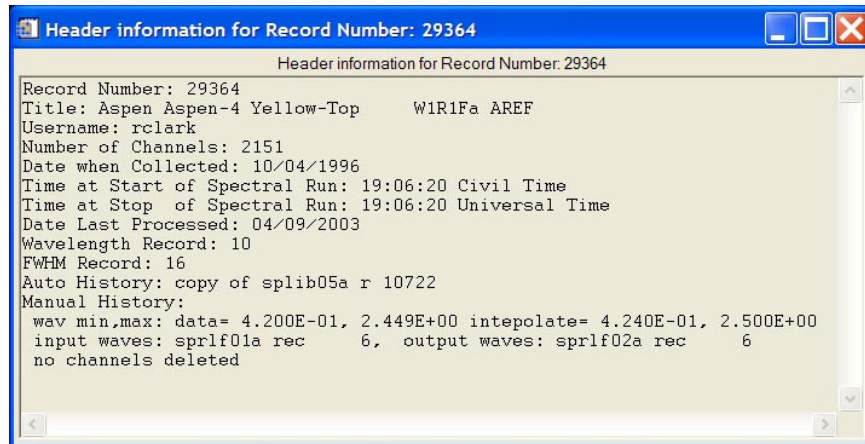 Header information for Record Number: 29364
Header information for Record Number: 29364
Record Number: 29364
Title: Aspen Aspen-4 Yellow-Top     W1R1Fa AREF
Username: rclark
Number of Channels: 2151
Date when Collected: 10/04/1996
Time at Start of Spectral Run: 19:06:20 Civil Time
Time at Stop  of Spectral Run: 19:06:20 Universal Time
Date Last Processed: 04/09/2003
Wavelength Record: 10
FWHM Record: 16
Auto History: copy of splib05a r 10722
Manual History:
 wav min,max: data= 4.200E-01, 2.449E+00 intepolate= 4.240E-01, 2.500E+00
 input waves: sprlf01a rec     6,  output waves: sprlf02a rec     6
 no channels deleted